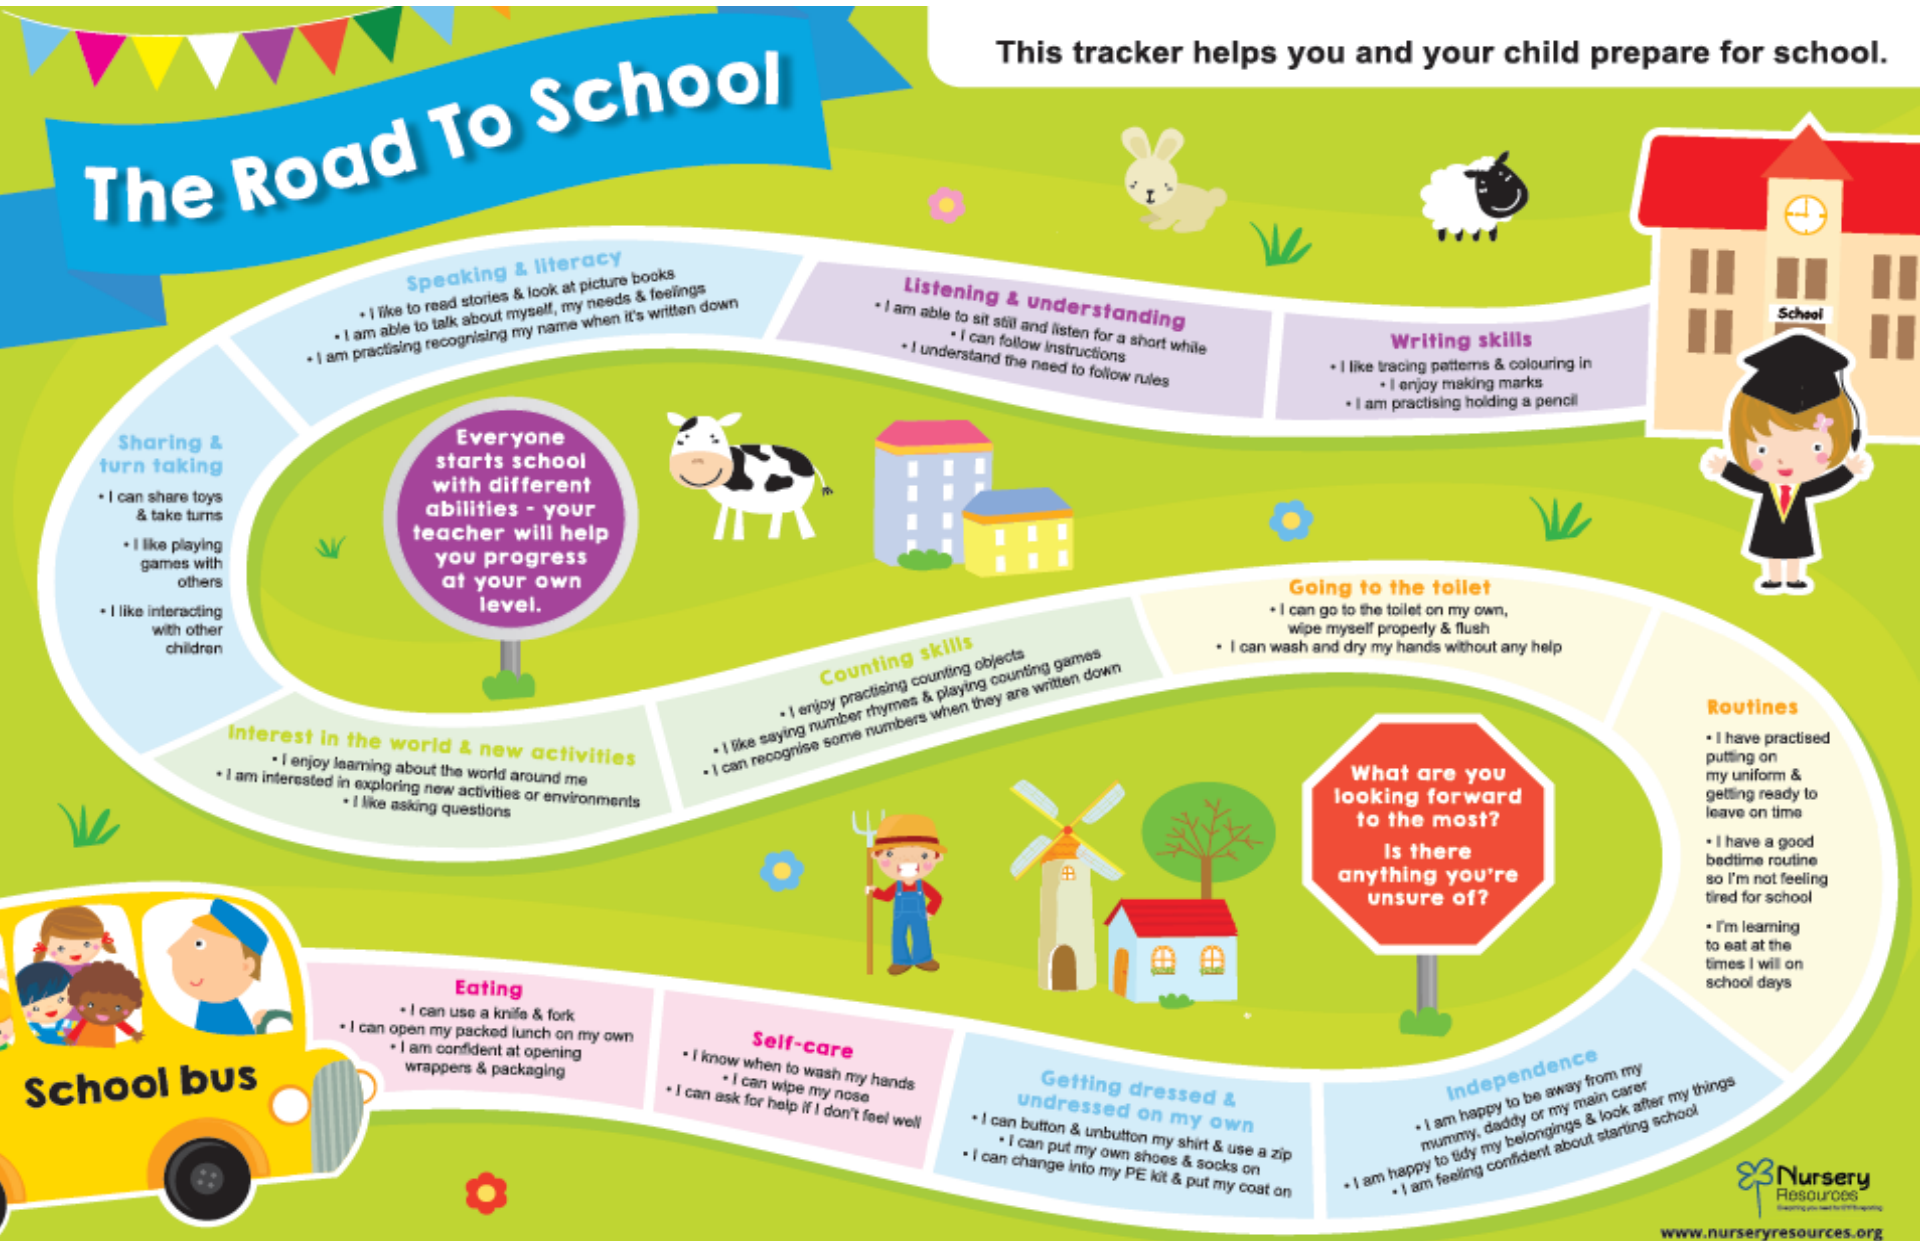 The Road To School
This tracker helps you and your child prepare for school.
School
Speaking & literacy
• I like to read stories & look at picture books
• I am able to talk about myself, my needs & feelings
• I am practising recognising my name when it's written down
Listening & understanding
• I am able to sit still and listen for a short while
• I can follow instructions
• I understand the need to follow rules
Writing skills
• I like tracing patterns & colouring in
• I enjoy making marks
• I am practising holding a pencil
Sharing &
turn taking
• I can share toys
& take turns
• I like playing
games with
others
• I like interacting
with other
children
Everyone
starts school
with different
abilities - your
teacher will help
you progress
at your own
level.
Interest in the world & new activities
• I enjoy learning about the world around me
• I am interested in exploring new activities or environments
• I like asking questions
Counting skills
• I enjoy practising counting objects
• I like saying number rhymes & playing counting games
• I can recognise some numbers when they are written down
Going to the toilet
• I can go to the toilet on my own,
wipe myself properly & flush
• I can wash and dry my hands without any help
Routines
• I have practised
putting on
my uniform &
getting ready to
leave on time
• I have a good
bedtime routine
so I'm not feeling
tired for school
• I'm learning
to eat at the
times I will on
school days
What are you
looking forward
to the most?
Is there
anything you're
unsure of?
School bus
Eating
• I can use a knife & fork
• I can open my packed lunch on my own
• I am confident at opening
wrappers & packaging
Self-care
• I know when to wash my hands
• I can wipe my nose
• I can ask for help if I don't feel well
Getting dressed &
undressed on my own
• I can button & unbutton my shirt & use a zip
• I can put my own shoes & socks on
• I can change into my PE kit & put my coat on
Independence
• I am happy to be away from my
mummy, daddy or my main carer
• I am happy to tidy my belongings & look after my things
• I am feeling confident about starting school
Nursery
Resources
www.nurseryresources.org